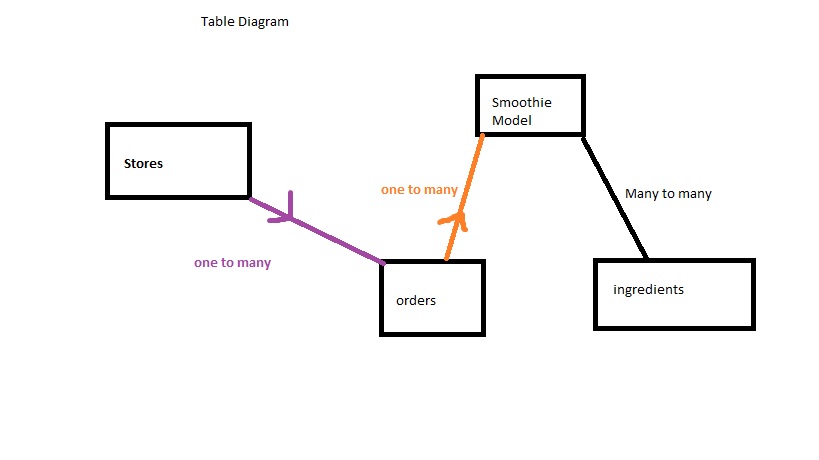 Table Diagram
Smoothie
Model
Stores
one to many
Many to many
one to many
orders
ingredients